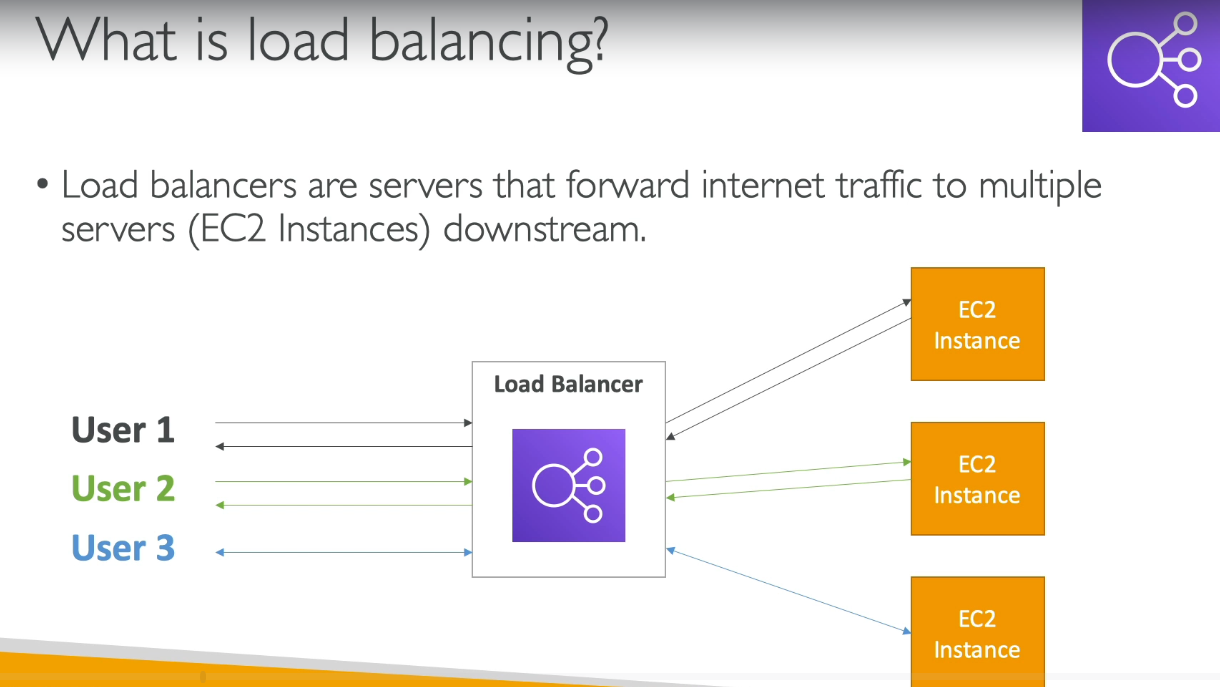 What is load balancing?
• Load balancers are servers that forward internet traffic to multiple
servers (EC2 Instances) downstream.
Load Balancer
User 1
User 2
User 3
EC2
Instance
EC2
Instance
EC2
Instance